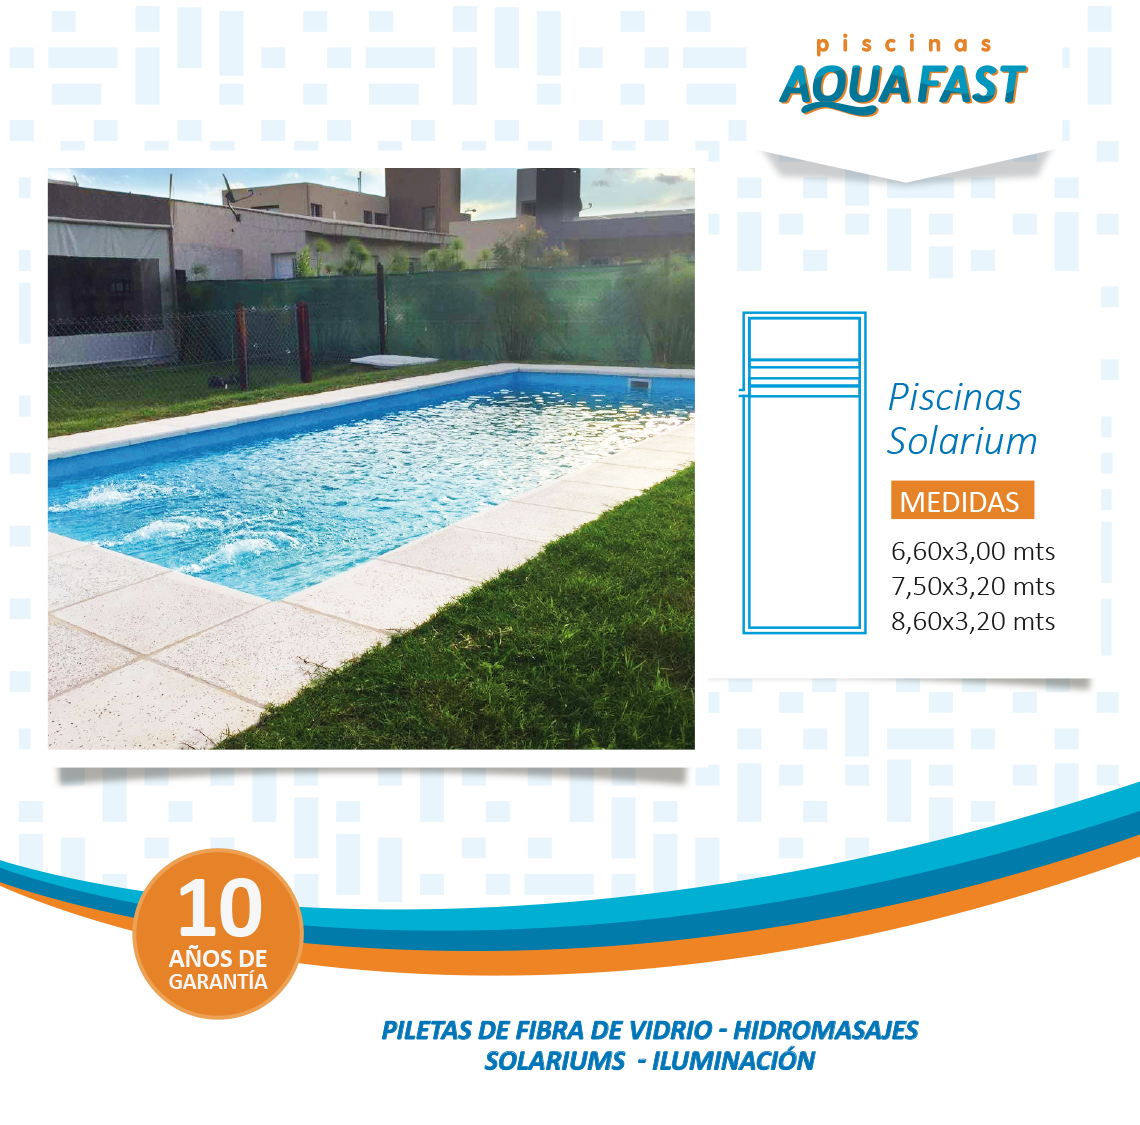 piscinas
AQUA FAST
Piscinas
Solarium
MEDIDAS
6,60x3,00 mts
7,50x3,20 mts
8,60x3,20 mts
10
AÑOS DE
GARANTÍA
PILETAS DE FIBRA DE VIDRIO - HIDROMASAJES
SOLARIUMS - ILUMINACIÓN